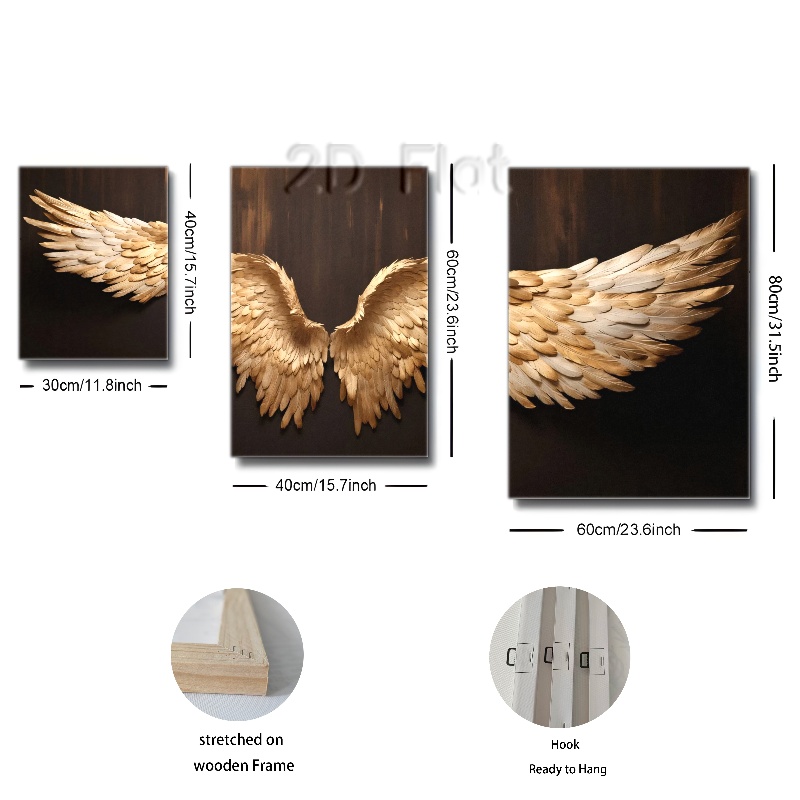 2D Flat
40cm/15.7inch
60cm/23.6inch
80cm/31.5inch
30cm/11.8inch
40cm/15.7inch
60cm/23.6inch
stretched on
wooden Frame
Hook
Ready to Hang